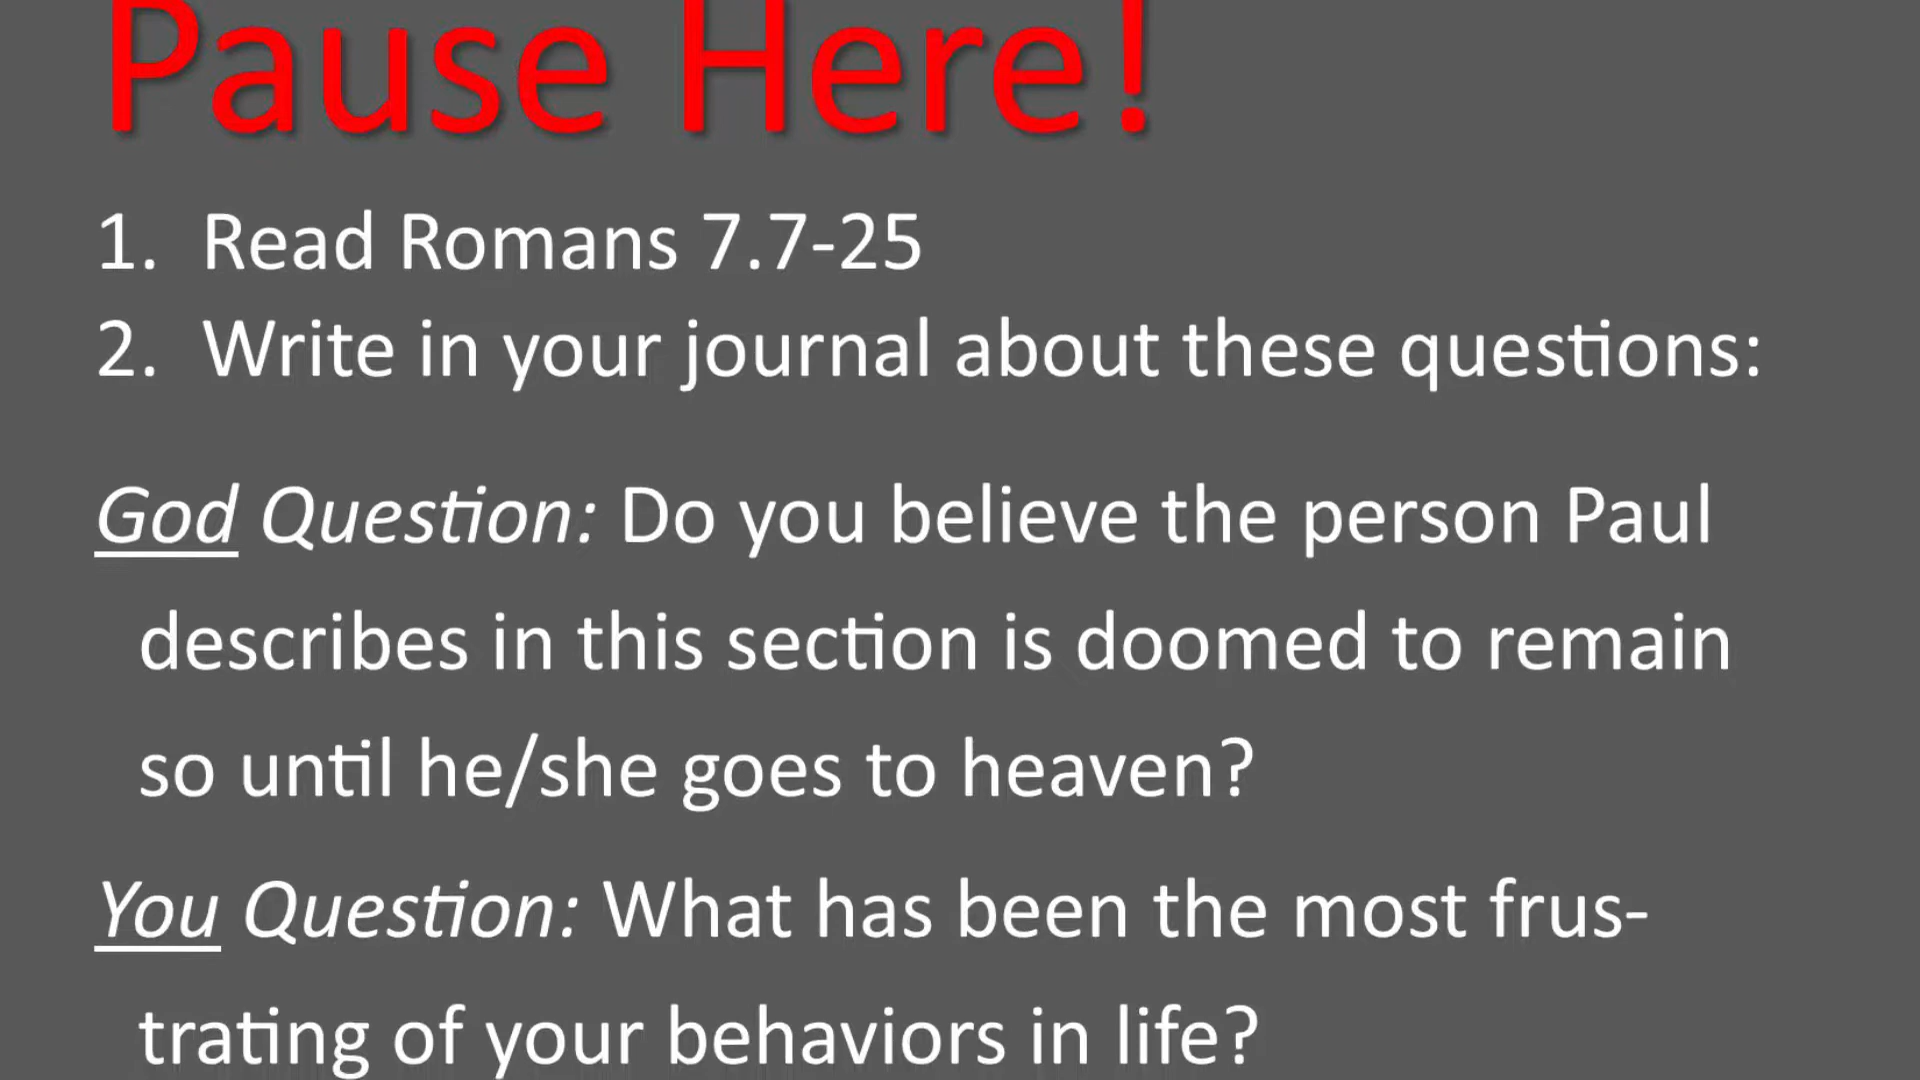 Pause Here!
1. Read Romans 7.7-25
2. Write in your journal about these questions:
God Question: Do you believe the person Paul
describes in this section is doomed to remain
so until he/she goes to heaven?
You Question: What has been the most frus-
trating of your behaviors in life?